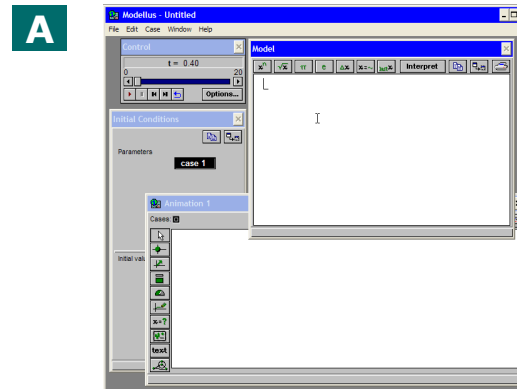 A
Modellus - Untitled
File Edit Case Window Help
Control
t = 0.40
0 20
Options...
Model
Interpret
Initial Conditions
Parameters
case 1
Animation 1
Cases:
Initial valu
text